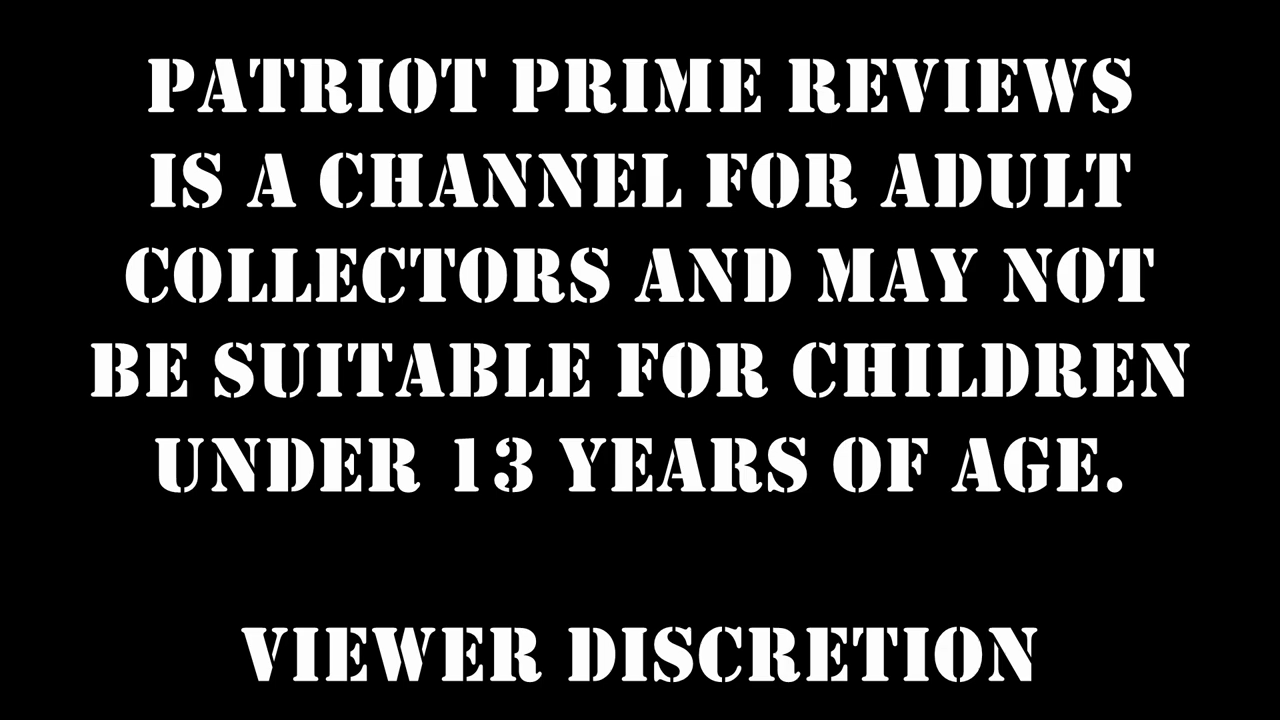 PATRIOT PRIME REVIEWS
IS A CHANNEL FOR ADULT
COLLECTORS AND MAY NOT
BE SUITABLE FOR CHILDREN
UNDER 13 YEARS OF AGE.
VIEWER DISCRETION